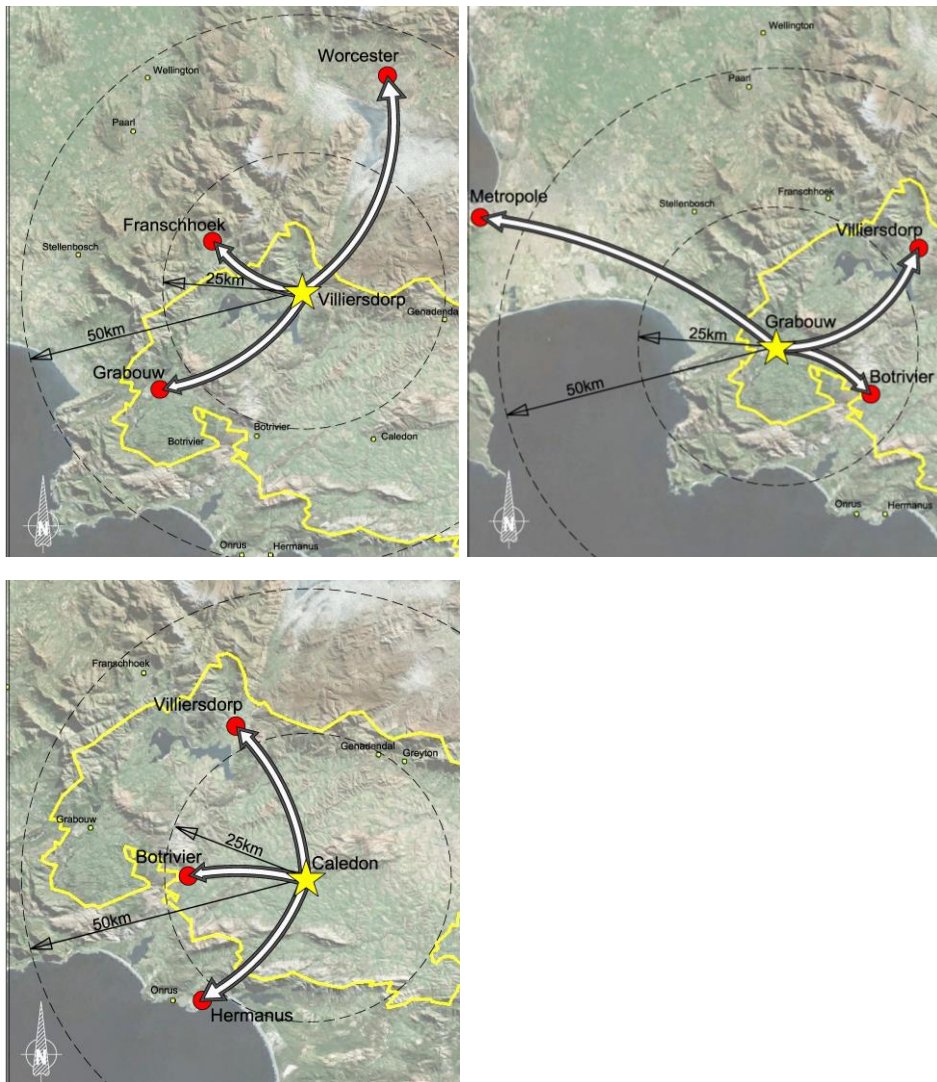 Worcester
Wellington
Paarl
Franschhoek
Stellenbosch
25km
Villiersdorp
Genadendal
50km
Grabouw
Botrivier
Botrivier
Caledon
Onrus
Hermanus
N
Wellington
Paarl
Metropole
Franschhoek
Stellenbosch
Villiersdorp
Grabouw
25km
Botrivier
50km
Onrus
Hermanus
N
Franschhoek
Villiersdorp
Genadendal
Greyton
Grabouw
25km
Botrivier
Caledon
50km
Onrus
Hermanus
N